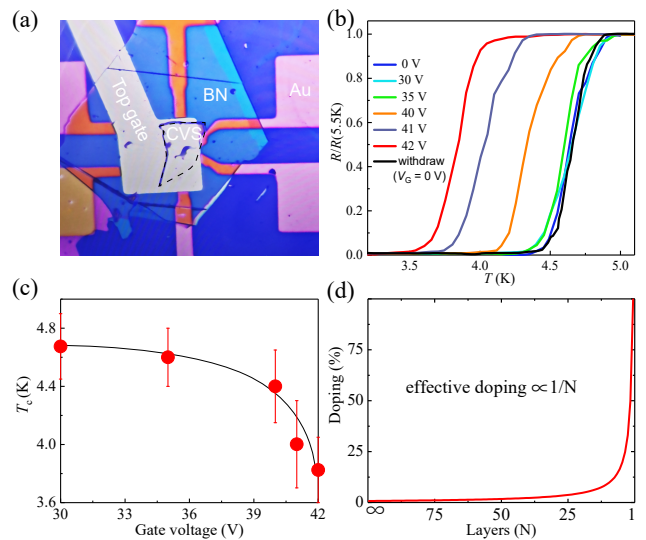 (a)
Top gate
BN
Au
CVS
(b)
R/R(5.5K)
1.0
0.8
0.6
0.4
0.2
0.0
0 V
30 V
35 V
40 V
41 V
42 V
withdraw
(V_G = 0 V)
3.5
4.0
4.5
5.0
T (K)
(c)
T_c (K)
4.8
4.4
4.0
3.6
30
33
36
39
42
Gate voltage (V)
(d)
Doping (%)
75
50
25
0
effective doping ∝1/N
∞
75
50
25
1
Layers (N)